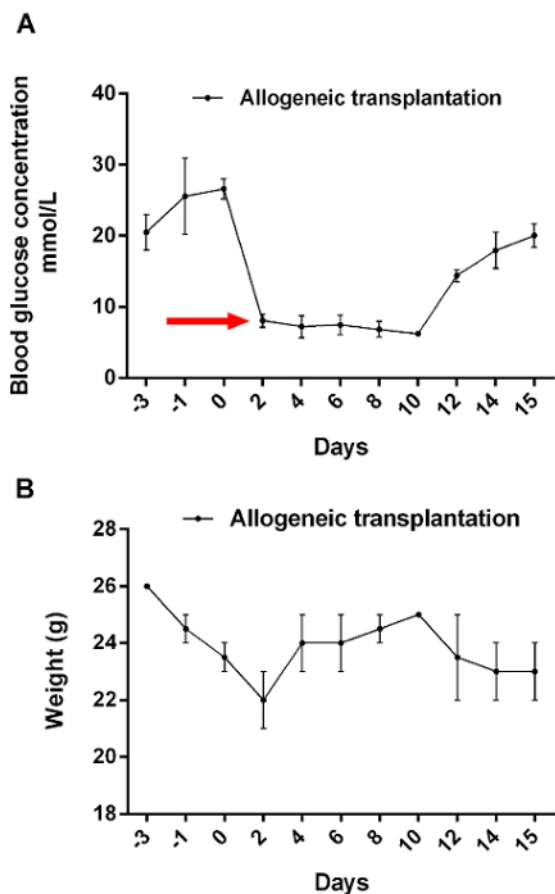 A
Allogeneic transplantation
Blood glucose concentration
mmol/L
40
30
20
10
0
-3 -1 0 2 4 6 8 10 12 14 15
Days
B
Allogeneic transplantation
Weight (g)
28
26
24
22
20
18
-3 -1 0 2 4 6 8 10 12 14 15
Days